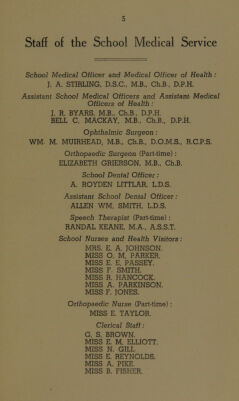 5
Staff of the School Medical Service
School Medical Officer and Medical Officer of Health :
J. A. STIRLING, D.S.C., M.B., Ch.B., D.P.H.
Assistant School Medical Officers and Assistant Medical
Officers of Health :
J. R. BYARS, M.B., Ch.B., D.P.H.
BELL C. MACKAY, M.B., Ch.B., D.P.H.
Ophthalmic Surgeon :
WM. M. MUIRHEAD, M.B., Ch.B., D.O.M.S., R.C.P.S.
Orthopaedic Surgeon (Part-time) :
ELIZABETH GRIERSON, M.B., Ch.B.
School Dental Officer :
A. ROYDEN LITTLAR, L.D.S.
Assistant School Dental Officer :
ALLEN WM. SMITH, L.D.S.
Speech Therapist (Part-time) :
RANDAL KEANE, M.A., A.S.S.T.
School Nurses and Health Visitors :
MRS. E. A. JOHNSON.
MISS O. M. PARKER.
MISS E. E. PASSEY.
MISS F. SMITH.
MISS R. HANCOCK.
MISS A. PARKINSON.
MISS F. JONES.
Orthopaedic Nurse (Part-time) :
MISS E. TAYLOR.
Clerical Staff :
G. S. BROWN.
MISS E. M. ELLIOTT.
MISS N. GILL.
MISS E. REYNOLDS.
MISS A. PIKE.
MISS B. FISHER.